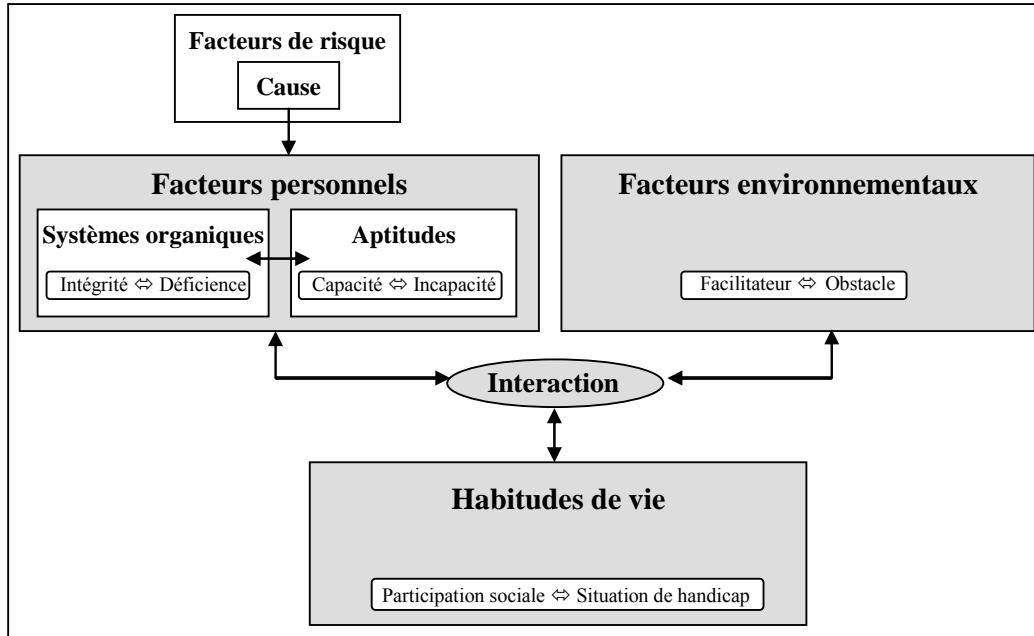 Facteurs de risque
Cause
Facteurs personnels
Systèmes organiques
Intégrité ⇔ Déficience
Aptitudes
Capacité ⇔ Incapacité
Facteurs environnementaux
Facilitateur ⇔ Obstacle
Interaction
Habitudes de vie
Participation sociale ⇔ Situation de handicap